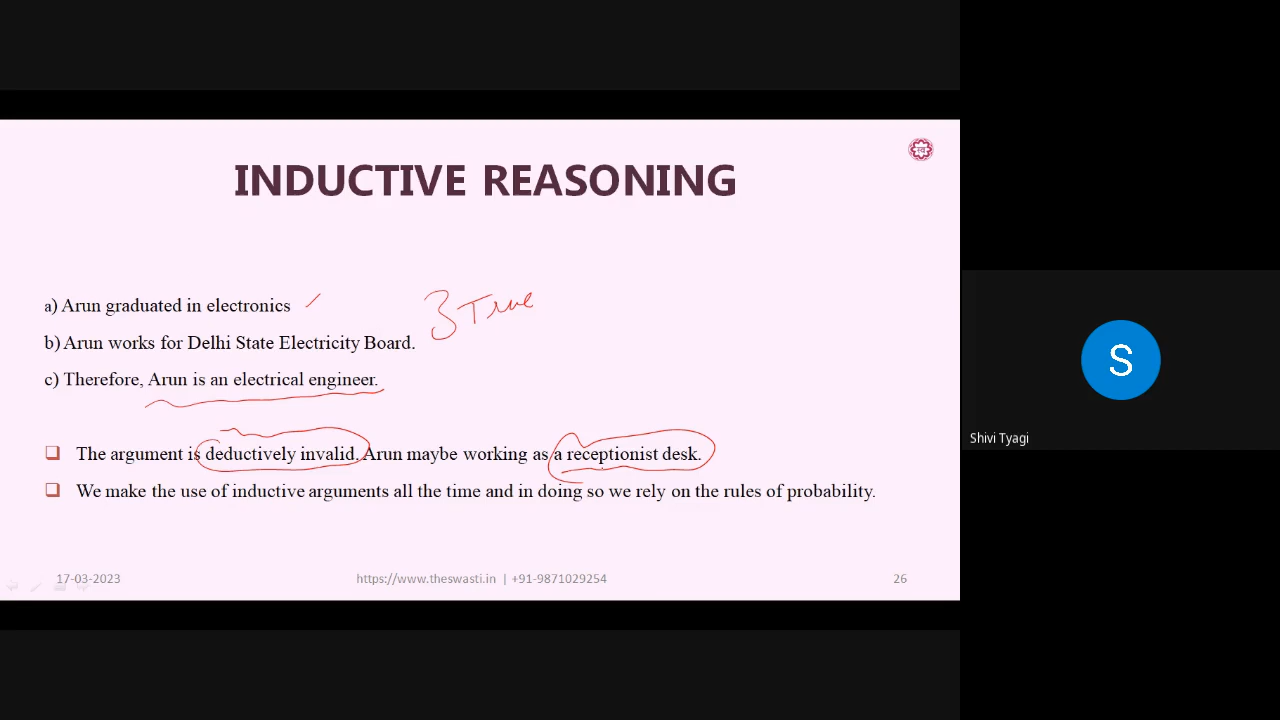 INDUCTIVE REASONING
a) Arun graduated in electronics
b) Arun works for Delhi State Electricity Board.
True
c) Therefore, Arun is an electrical engineer.
The argument is deductively invalid. Arun maybe working as a receptionist desk.
We make the use of inductive arguments all the time and in doing so we rely on the rules of probability.
17-03-2023
https://www.theswasti.in | +91-9871029254
26
S
Shivi Tyagi